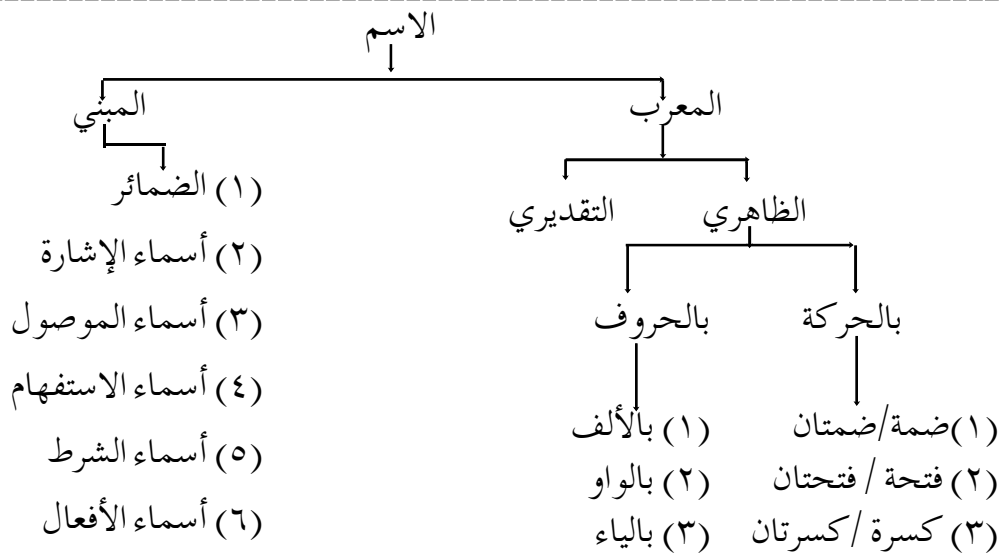 الاسم
المعرب
المبني
الظاهري
التقديري
بالحركة
بالحروف
(١) ضمة/ضمتان
(٢) فتحة / فتحتان
(٣) كسرة /كسرتان
(١) بالألف
(٢) بالواو
(٣) بالياء
(١) الضمائر
(٢) أسماء الإشارة
(٣) أسماء الموصول
(٤) أسماء الاستفهام
(٥) أسماء الشرط
(٦) أسماء الأفعال